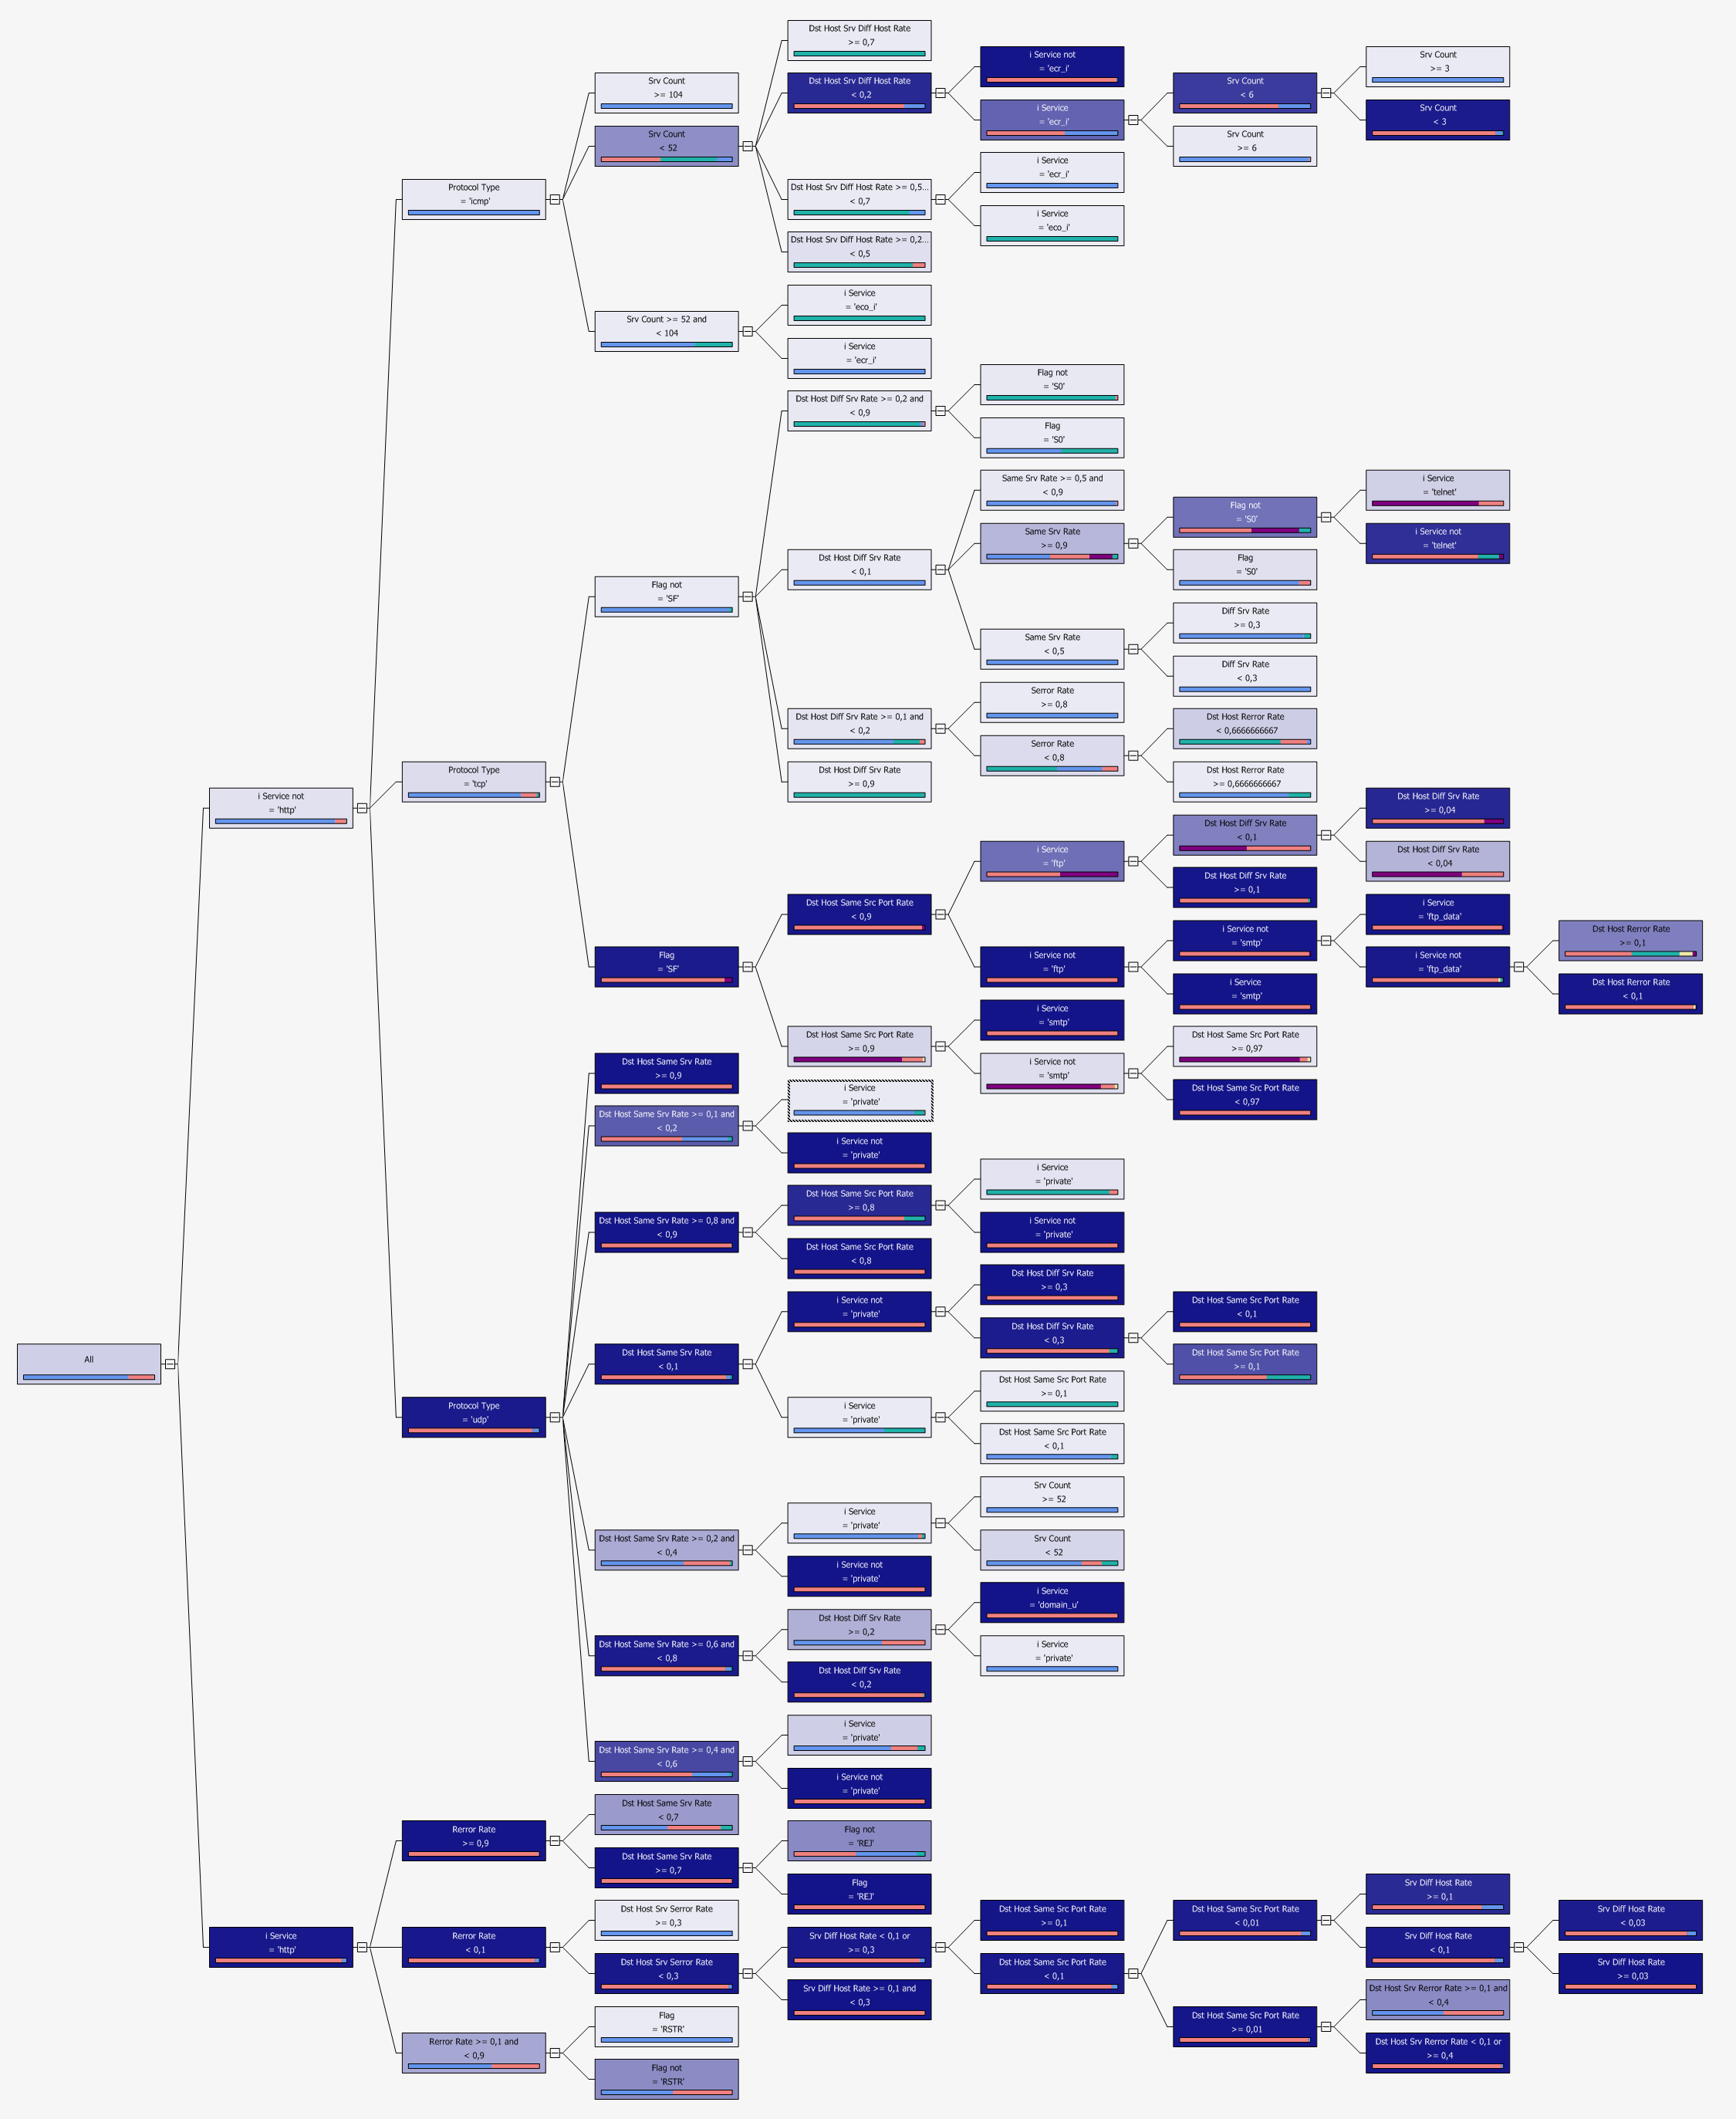 All
i Service not
= 'http'
i Service
= 'http'
Protocol Type
= 'icmp'
Protocol Type
= 'tcp'
Protocol Type
= 'udp'
Rerror Rate
>= 0,9
Rerror Rate
< 0,1
Rerror Rate >= 0,1 and
< 0,9
Srv Count
>= 104
Srv Count
< 52
Srv Count >= 52 and
< 104
Flag not
= 'SF'
Flag
= 'SF'
Dst Host Same Srv Rate
>= 0,9
Dst Host Same Srv Rate >= 0,1 and
< 0,2
Dst Host Same Srv Rate >= 0,8 and
< 0,9
Dst Host Same Srv Rate
< 0,1
Dst Host Same Srv Rate >= 0,2 and
< 0,4
Dst Host Same Srv Rate >= 0,6 and
< 0,8
Dst Host Same Srv Rate >= 0,4 and
< 0,6
Dst Host Same Srv Rate
< 0,7
Dst Host Same Srv Rate
>= 0,7
Dst Host Srv Serror Rate
>= 0,3
Dst Host Srv Serror Rate
< 0,3
Flag
= 'RSTR'
Flag not
= 'RSTR'
Dst Host Srv Diff Host Rate
>= 0,7
Dst Host Srv Diff Host Rate
< 0,2
Dst Host Srv Diff Host Rate >= 0,5...
< 0,7
Dst Host Srv Diff Host Rate >= 0,2...
< 0,5
i Service
= 'eco_i'
i Service
= 'ecr_i'
Dst Host Diff Srv Rate >= 0,2 and
< 0,9
Dst Host Diff Srv Rate
< 0,1
Dst Host Diff Srv Rate >= 0,1 and
< 0,2
Dst Host Diff Srv Rate
>= 0,9
Dst Host Same Src Port Rate
< 0,9
Dst Host Same Src Port Rate
>= 0,9
i Service
= 'private'
i Service not
= 'private'
Dst Host Same Src Port Rate
>= 0,8
Dst Host Same Src Port Rate
< 0,8
i Service not
= 'private'
i Service
= 'private'
i Service
= 'private'
i Service not
= 'private'
Dst Host Diff Srv Rate
>= 0,2
Dst Host Diff Srv Rate
< 0,2
i Service
= 'private'
i Service not
= 'private'
Flag not
= 'REJ'
Flag
= 'REJ'
Srv Diff Host Rate < 0,1 or
>= 0,3
Srv Diff Host Rate >= 0,1 and
< 0,3
i Service not
= 'ecr_i'
i Service
= 'ecr_i'
i Service
= 'ecr_i'
i Service
= 'eco_i'
Flag not
= 'S0'
Flag
= 'S0'
Same Srv Rate >= 0,5 and
< 0,9
Same Srv Rate
>= 0,9
Same Srv Rate
< 0,5
Serror Rate
>= 0,8
Serror Rate
< 0,8
i Service
= 'ftp'
i Service not
= 'ftp'
i Service
= 'smtp'
i Service not
= 'smtp'
i Service
= 'private'
i Service not
= 'private'
Dst Host Diff Srv Rate
>= 0,3
Dst Host Diff Srv Rate
< 0,3
Dst Host Same Src Port Rate
>= 0,1
Dst Host Same Src Port Rate
< 0,1
Srv Count
>= 52
Srv Count
< 52
i Service
= 'domain_u'
i Service
= 'private'
Dst Host Same Src Port Rate
>= 0,1
Dst Host Same Src Port Rate
< 0,1
Srv Count
< 6
Srv Count
>= 6
Flag not
= 'S0'
Flag
= 'S0'
Diff Srv Rate
>= 0,3
Diff Srv Rate
< 0,3
Dst Host Rerror Rate
< 0,6666666667
Dst Host Rerror Rate
>= 0,6666666667
Dst Host Diff Srv Rate
< 0,1
Dst Host Diff Srv Rate
>= 0,1
i Service not
= 'smtp'
i Service
= 'smtp'
Dst Host Same Src Port Rate
>= 0,97
Dst Host Same Src Port Rate
< 0,97
Dst Host Same Src Port Rate
< 0,1
Dst Host Same Src Port Rate
>= 0,1
Dst Host Same Src Port Rate
< 0,01
Dst Host Same Src Port Rate
>= 0,01
Srv Count
>= 3
Srv Count
< 3
i Service
= 'telnet'
i Service not
= 'telnet'
Dst Host Diff Srv Rate
>= 0,04
Dst Host Diff Srv Rate
< 0,04
i Service
= 'ftp_data'
i Service not
= 'ftp_data'
Srv Diff Host Rate
>= 0,1
Srv Diff Host Rate
< 0,1
Dst Host Srv Rerror Rate >= 0,1 and
< 0,4
Dst Host Srv Rerror Rate < 0,1 or
>= 0,4
Dst Host Rerror Rate
>= 0,1
Dst Host Rerror Rate
< 0,1
Srv Diff Host Rate
< 0,03
Srv Diff Host Rate
>= 0,03